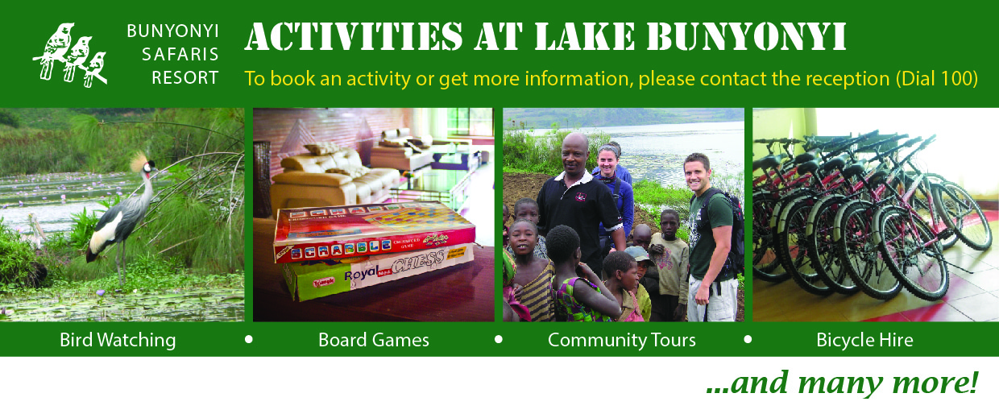 BUNYONYI
SAFARIS
RESORT
ACTIVITIES AT LAKE BUNYONYI
To book an activity or get more information, please contact the reception (Dial 100)
SCRABBLE
CROSSWORD GAME
Triangle
Royal
CHESS
Bird Watching • Board Games • Community Tours • Bicycle Hire
...and many more!